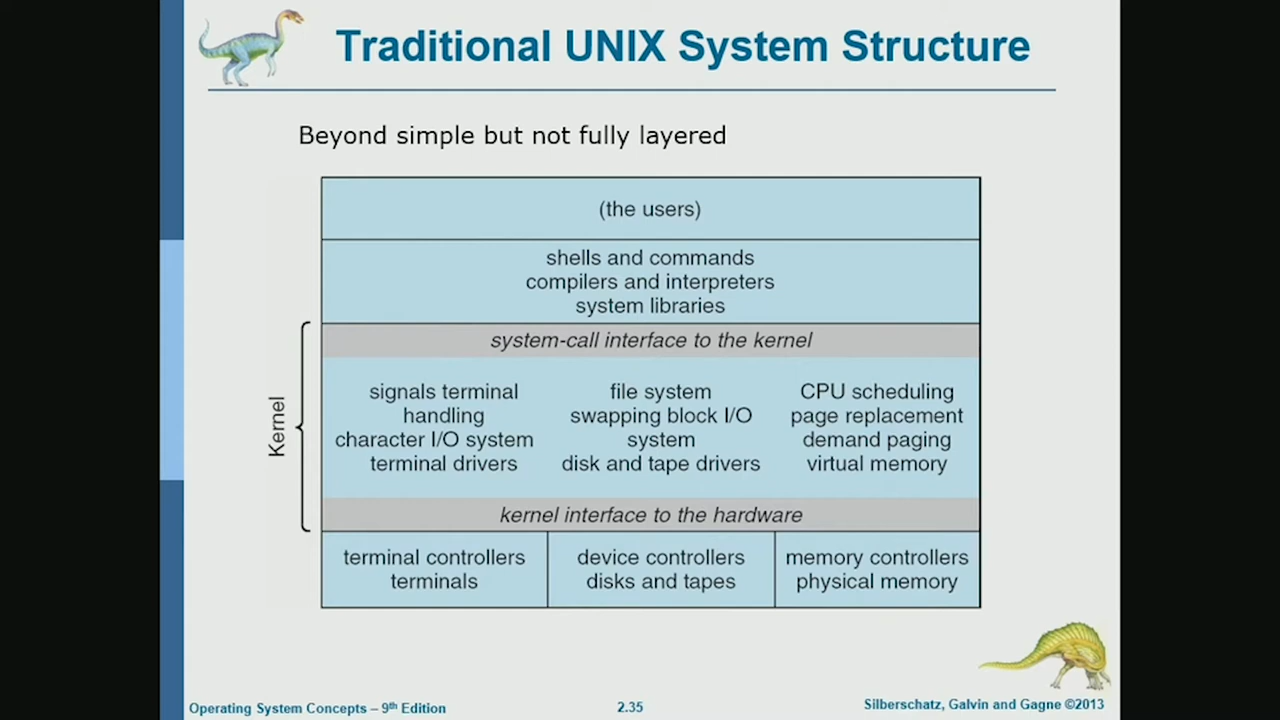 Traditional UNIX System Structure
Beyond simple but not fully layered
(the users)
shells and commands
compilers and interpreters
system libraries
system-call interface to the kernel
Kernel
signals terminal
handling
character I/O system
terminal drivers
file system
swapping block I/O
system
disk and tape drivers
CPU scheduling
page replacement
demand paging
virtual memory
kernel interface to the hardware
terminal controllers
terminals
device controllers
disks and tapes
memory controllers
physical memory
Operating System Concepts – 9th Edition
2.35
Silberschatz, Galvin and Gagne ©2013